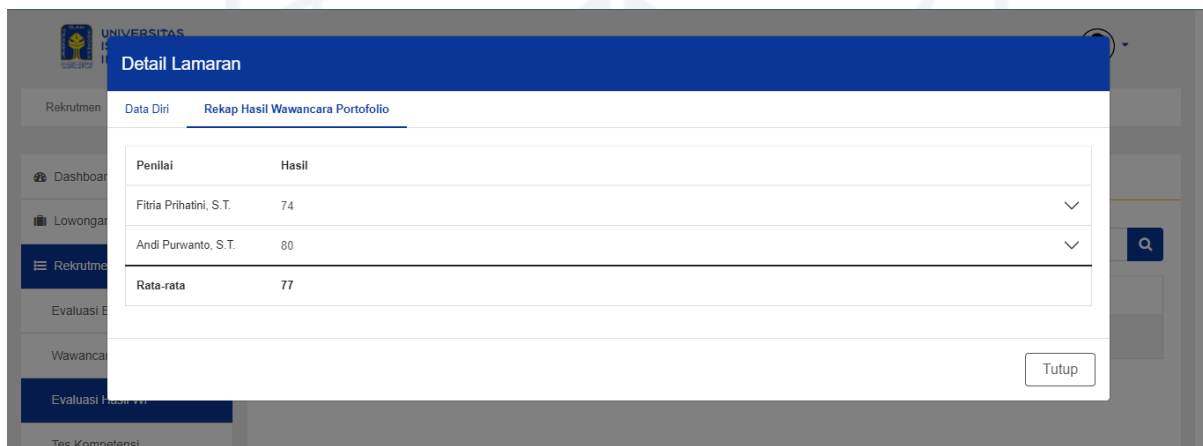 UNIVERSITAS
Detail Lamaran
Rekrutmen
Data Diri Rekap Hasil Wawancara Portofolio
Penilai Hasil
Dashboar
Fitria Prihatini, S.T. 74
Lowongan
Andi Purwanto, S.T. 80
Rekrutme
Rata-rata 77
Evaluasi B
Wawancar
Tutup
Evaluasi Hasil WP
Tes Kompetensi